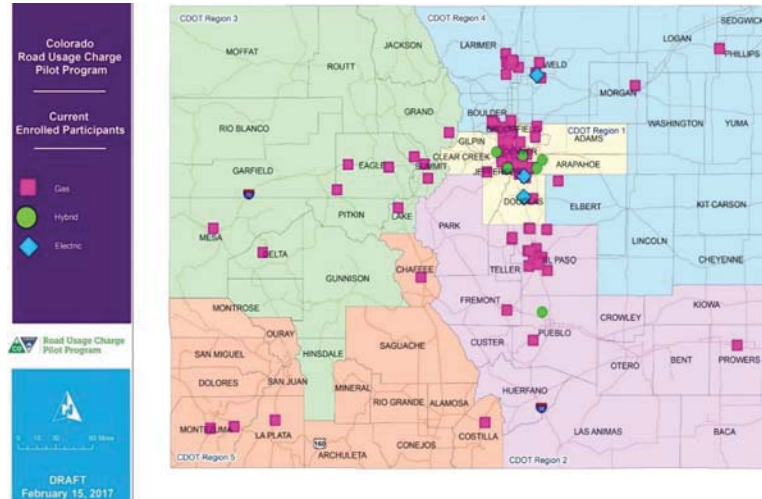 Colorado
Road Usage Charge
Pilot Program
Current
Enrolled Participants
Gas
Hybrid
Electric
Road Usage Charge
Pilot Program
DRAFT
February 15, 2017
CDOT Region 3
CDOT Region 4
SEDGWICK
LOGAN
PHILLIPS
JACKSON
LARIMER
MOFFAT
ROUTT
WELD
MORGAN
GRAND
BOULDER
WASHINGTON
YUMA
RIO BLANCO
CDOT Region 1
ADAMS
GILPIN
CLEAR CREEK
EAGLE
SUMMIT
ARAPAHOE
GARFIELD
DOUGLAS
ELBERT
KIT CARSON
PITKIN
LAKE
PARK
MESA
LINCOLN
DELTA
CHEYENNE
TELLER
EL PASO
GUNNISON
CHAFFEE
FREMONT
KIOWA
MONTROSE
CROWLEY
OURAY
PUEBLO
SAGUACHE
CUSTER
SAN MIGUEL
HINSDALE
OTERO
BENT
PROWERS
DOLORES
SAN JUAN
MINERAL
HUERFANO
RIO GRANDE
ALAMOSA
MONTEZUMA
LA PLATA
COSTILLA
LAS ANIMAS
BACA
160
CONEJOS
ARCHULETA
CDOT Region 5
CDOT Region 2